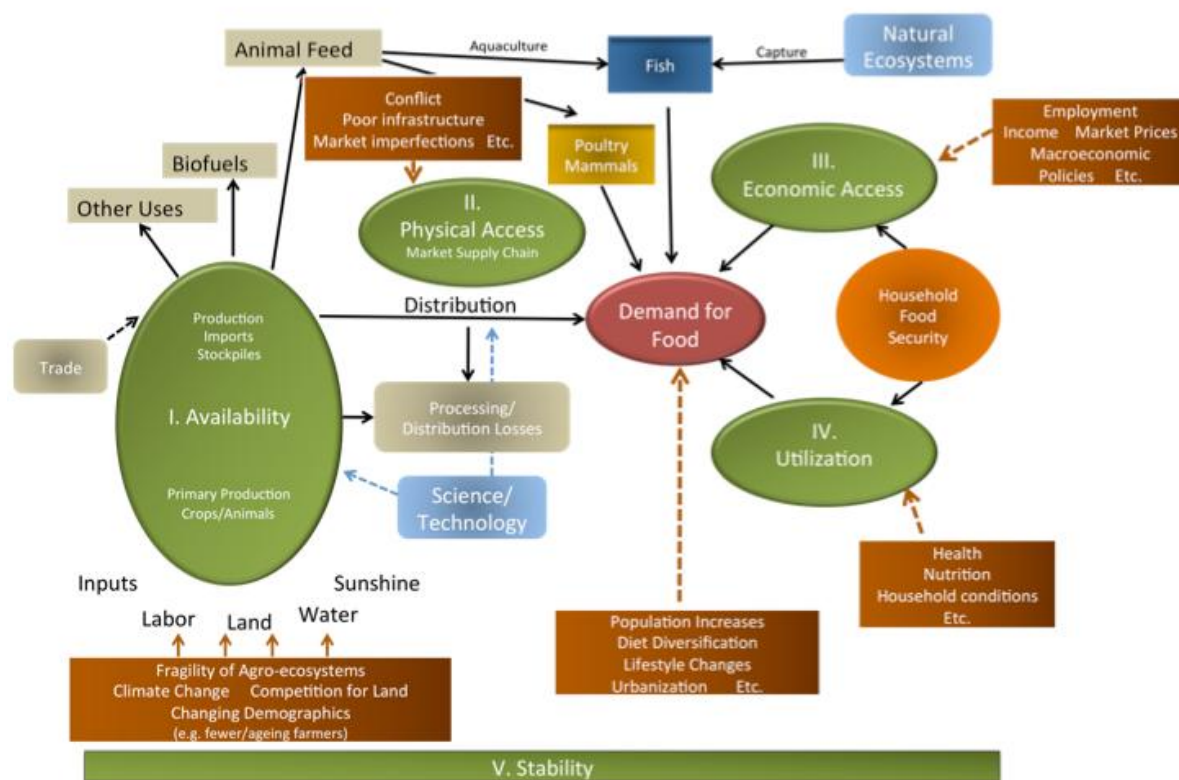 Animal Feed
Aquaculture
Fish
Capture
Natural
Ecosystems
Conflict
Poor infrastructure
Market imperfections   Etc.
Poultry
Mammals
Employment
Income   Market Prices
Macroeconomic
Policies   Etc.
III.
Economic Access
Biofuels
Other Uses
II.
Physical Access
Market Supply Chain
Distribution
Demand for
Food
Household
Food
Security
Trade
Production
Imports
Stockpiles
I. Availability
Primary Production
Crops/Animals
Processing/
Distribution Losses
Science/
Technology
IV.
Utilization
Health
Nutrition
Household conditions
Etc.
Inputs
Sunshine
Labor
Land
Water
Fragility of Agro-ecosystems
Climate Change   Competition for Land
Changing Demographics
(e.g. fewer/ageing farmers)
Population Increases
Diet Diversification
Lifestyle Changes
Urbanization   Etc.
V. Stability